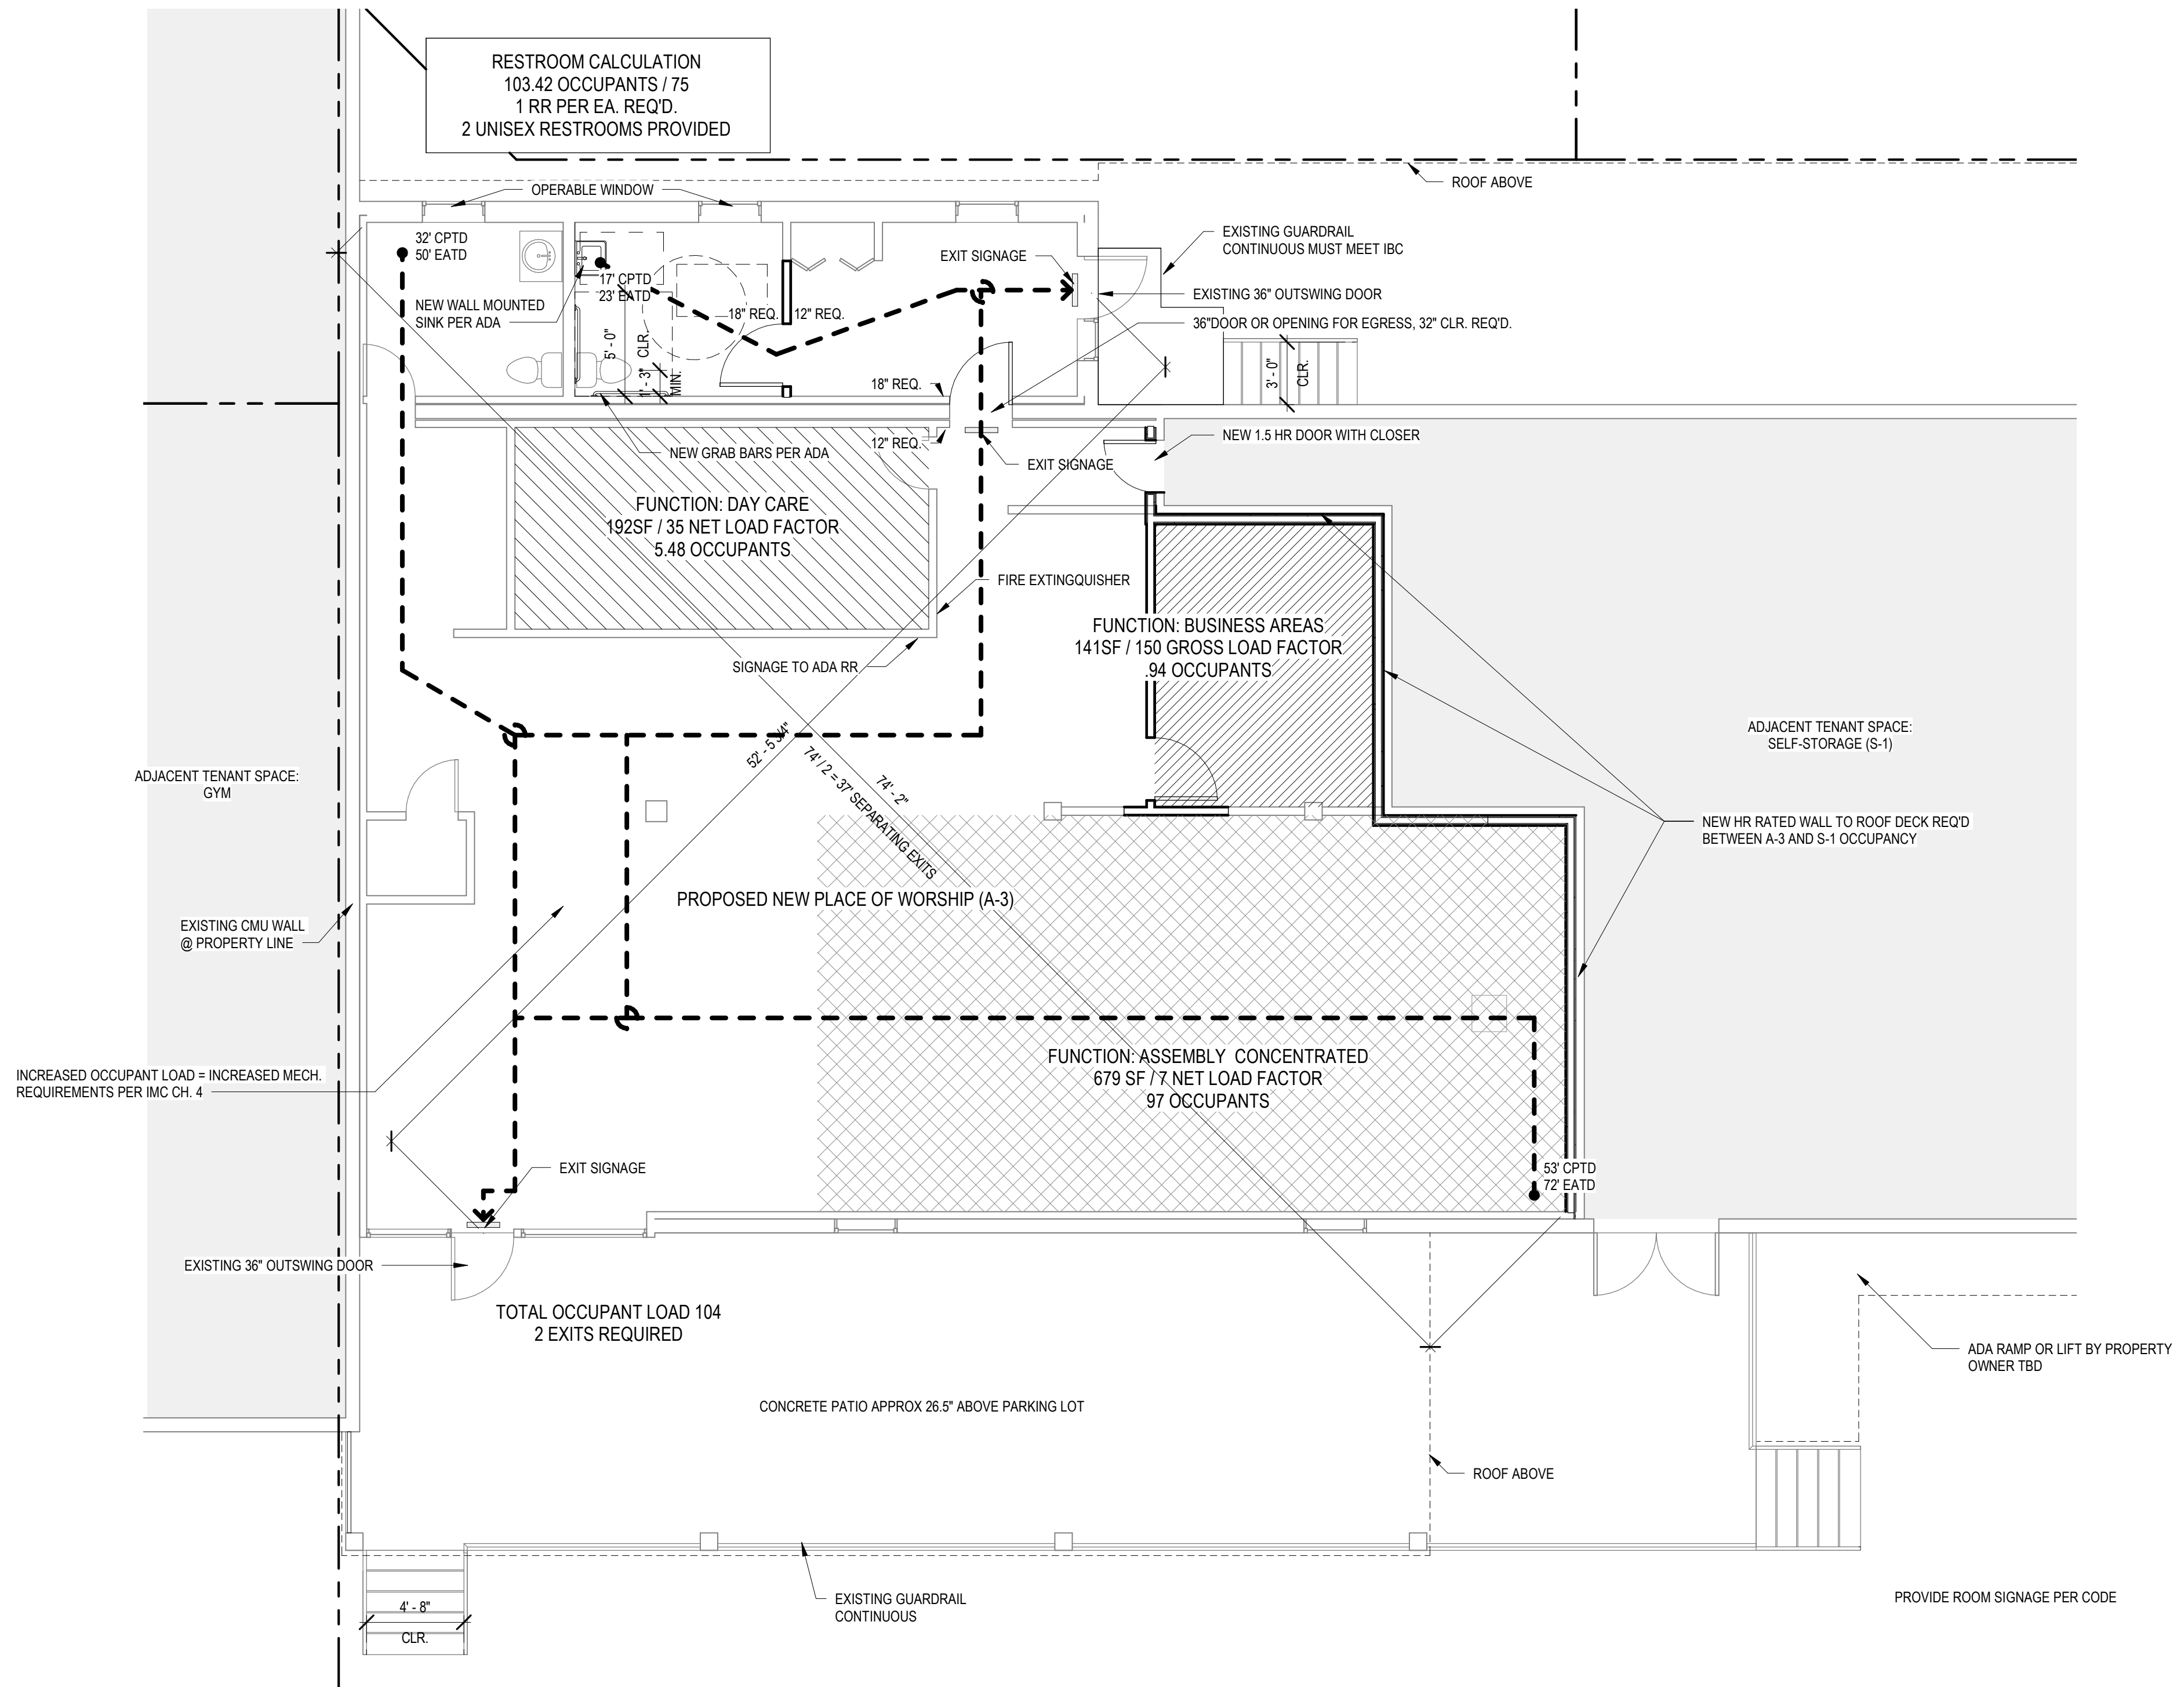 RESTROOM CALCULATION
103.42 OCCUPANTS / 75
1 RR PER EA. REQ'D.
2 UNISEX RESTROOMS PROVIDED
OPERABLE WINDOW
ROOF ABOVE
32' CPTD
50' EATD
EXISTING GUARDRAIL
CONTINUOUS MUST MEET IBC
EXIT SIGNAGE
17' CPTD
23' EATD
EXISTING 36" OUTSWING DOOR
NEW WALL MOUNTED
SINK PER ADA
18" REQ.
12" REQ.
36"DOOR OR OPENING FOR EGRESS, 32" CLR. REQ'D.
5' - 0"
CLR.
1' - 3"
MIN.
18" REQ.
3' - 0"
CLR.
12" REQ.
NEW 1.5 HR DOOR WITH CLOSER
NEW GRAB BARS PER ADA
EXIT SIGNAGE
FUNCTION: DAY CARE
192SF / 35 NET LOAD FACTOR
5.48 OCCUPANTS
FIRE EXTINGQUISHER
FUNCTION: BUSINESS AREAS
141SF / 150 GROSS LOAD FACTOR
.94 OCCUPANTS
SIGNAGE TO ADA RR
52' - 5 3/4"
74' - 2"
74' / 2 = 37' SEPARATING EXITS
ADJACENT TENANT SPACE:
SELF-STORAGE (S-1)
ADJACENT TENANT SPACE:
GYM
NEW HR RATED WALL TO ROOF DECK REQ'D
BETWEEN A-3 AND S-1 OCCUPANCY
PROPOSED NEW PLACE OF WORSHIP (A-3)
EXISTING CMU WALL
@ PROPERTY LINE
FUNCTION: ASSEMBLY CONCENTRATED
679 SF / 7 NET LOAD FACTOR
97 OCCUPANTS
INCREASED OCCUPANT LOAD = INCREASED MECH.
REQUIREMENTS PER IMC CH. 4
EXIT SIGNAGE
53' CPTD
72' EATD
EXISTING 36" OUTSWING DOOR
TOTAL OCCUPANT LOAD 104
2 EXITS REQUIRED
ADA RAMP OR LIFT BY PROPERTY
OWNER TBD
CONCRETE PATIO APPROX 26.5" ABOVE PARKING LOT
ROOF ABOVE
EXISTING GUARDRAIL
CONTINUOUS
PROVIDE ROOM SIGNAGE PER CODE
4' - 8"
CLR.